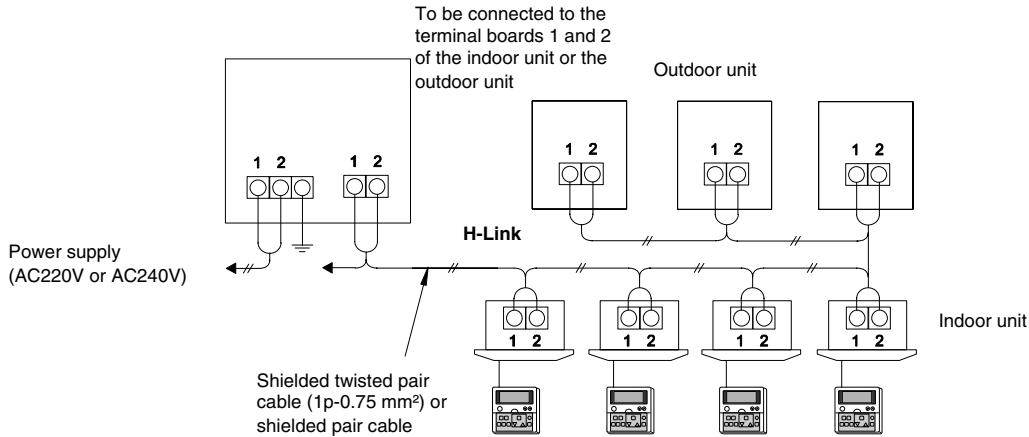 To be connected to the
terminal boards 1 and 2
of the indoor unit or the
outdoor unit
Outdoor unit
1 2
1 2
1 2
1 2
1 2
H-Link
Power supply
(AC220V or AC240V)
Indoor unit
1 2
1 2
1 2
1 2
Shielded twisted pair
cable (1p-0.75 mm²) or
shielded pair cable